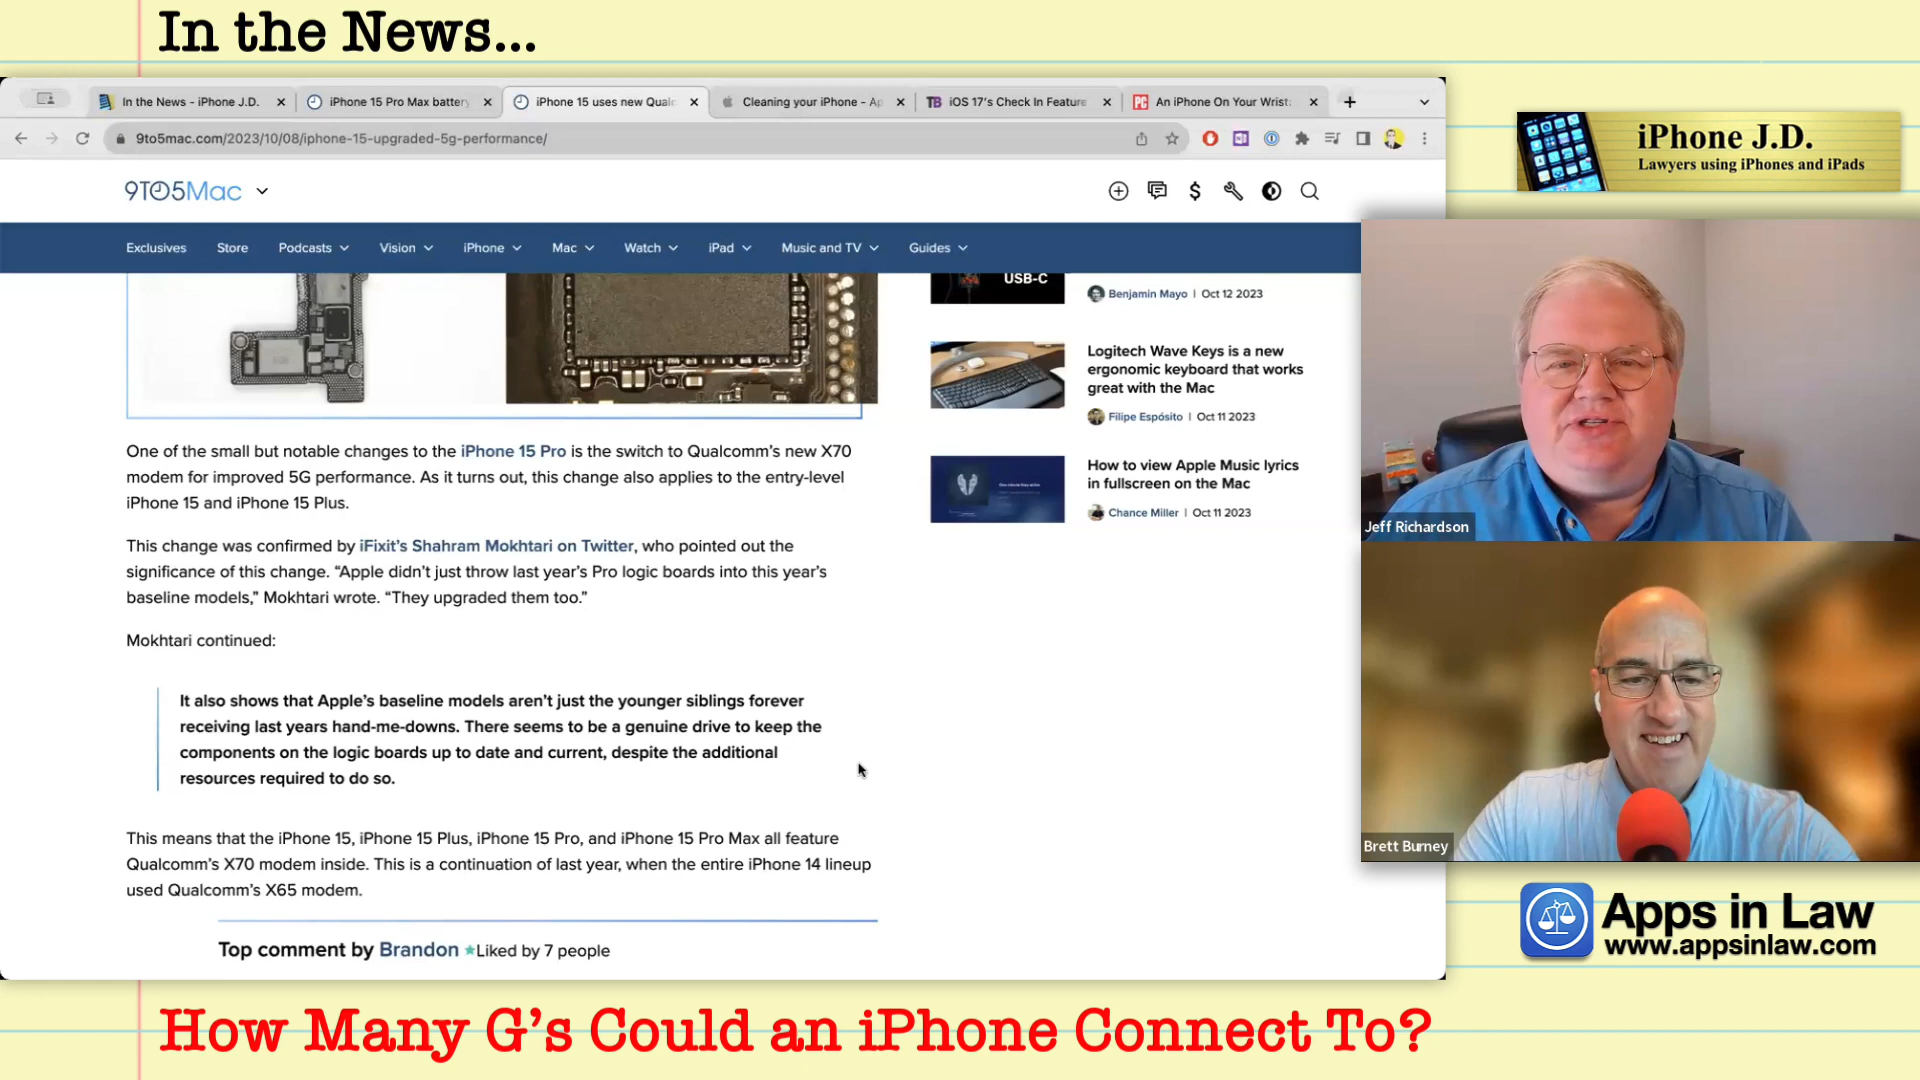 In the News...
In the News - iPhone J.D.
iPhone 15 Pro Max battery
iPhone 15 uses new Qualc
Cleaning your iPhone - Ap
TB iOS 17's Check In Feature
PC An iPhone On Your Wrist:
9to5mac.com/2023/10/08/iphone-15-upgraded-5g-performance/
9TO5Mac
Exclusives Store Podcasts Vision iPhone Mac Watch iPad Music and TV Guides
One of the small but notable changes to the iPhone 15 Pro is the switch to Qualcomm's new X70
modem for improved 5G performance. As it turns out, this change also applies to the entry-level
iPhone 15 and iPhone 15 Plus.
This change was confirmed by iFixit's Shahram Mokhtari on Twitter, who pointed out the
significance of this change. “Apple didn't just throw last year's Pro logic boards into this year's
baseline models,” Mokhtari wrote. “They upgraded them too.”
Mokhtari continued:
It also shows that Apple's baseline models aren't just the younger siblings forever
receiving last years hand-me-downs. There seems to be a genuine drive to keep the
components on the logic boards up to date and current, despite the additional
resources required to do so.
This means that the iPhone 15, iPhone 15 Plus, iPhone 15 Pro, and iPhone 15 Pro Max all feature
Qualcomm's X70 modem inside. This is a continuation of last year, when the entire iPhone 14 lineup
used Qualcomm's X65 modem.
Top comment by Brandon Liked by 7 people
USB-C
Benjamin Mayo | Oct 12 2023
Logitech Wave Keys is a new
ergonomic keyboard that works
great with the Mac
Filipe Espósito | Oct 11 2023
How to view Apple Music lyrics
in fullscreen on the Mac
Chance Miller | Oct 11 2023
iPhone J.D.
Lawyers using iPhones and iPads
Jeff Richardson
Brett Burney
Apps in Law
www.appsinlaw.com
How Many G's Could an iPhone Connect To?